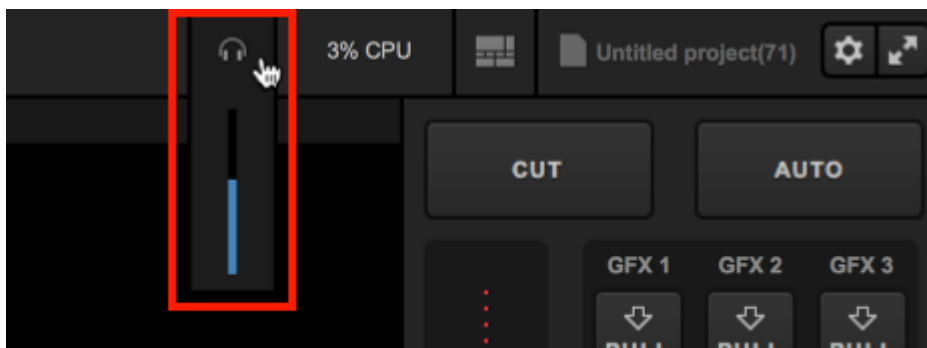 3% CPU
Untitled project(71)
CUT
AUTO
GFX 1
GFX 2
GFX 3